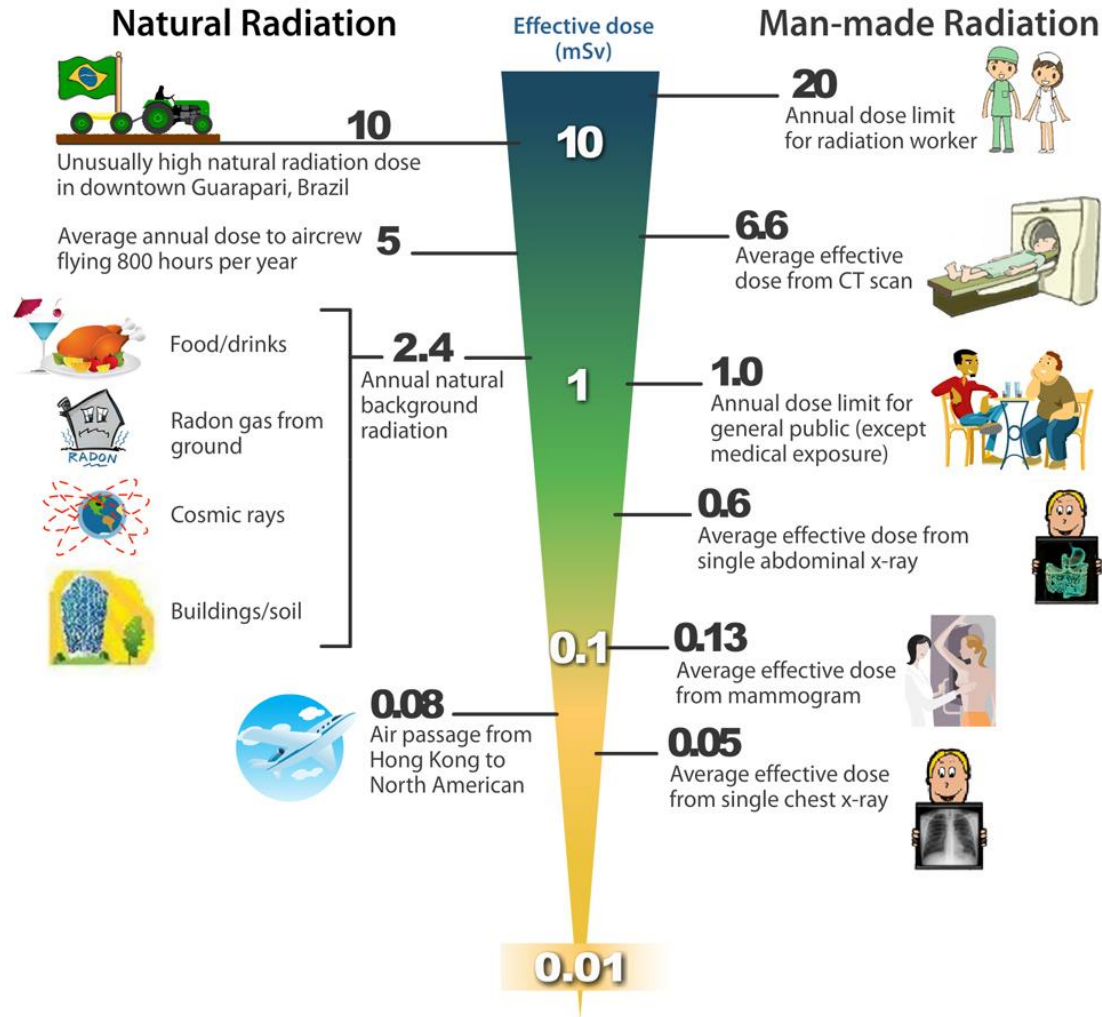 Natural Radiation
Effective dose
(mSv)
Man-made Radiation
10
Unusually high natural radiation dose
in downtown Guarapari, Brazil
Average annual dose to aircrew
flying 800 hours per year
5
Food/drinks
Radon gas from
ground
RADON
Cosmic rays
Buildings/soil
2.4
Annual natural
background
radiation
0.08
Air passage from
Hong Kong to
North American
10
1
0.1
0.01
20
Annual dose limit
for radiation worker
6.6
Average effective
dose from CT scan
1.0
Annual dose limit for
general public (except
medical exposure)
0.6
Average effective dose from
single abdominal x-ray
0.13
Average effective dose
from mammogram
0.05
Average effective dose
from single chest x-ray